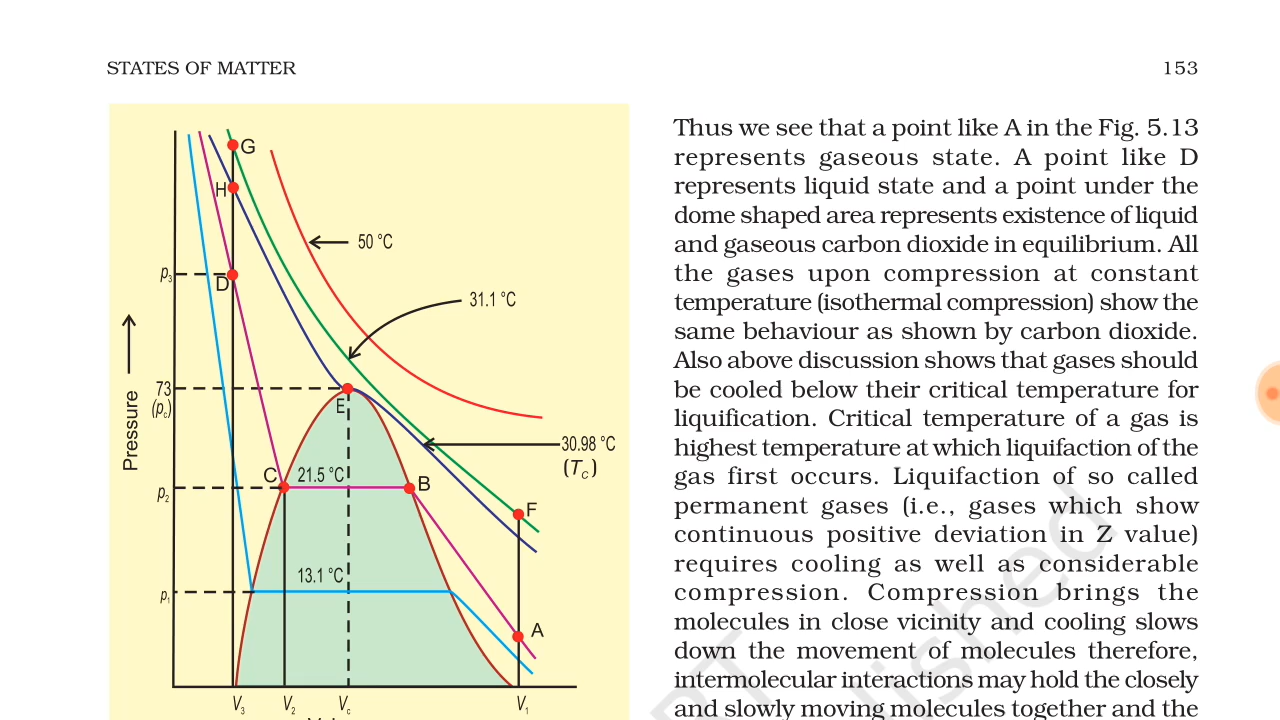 STATES OF MATTER
153
G
H
50 °C
p3
D
31.1 °C
Pressure
73
(pc)
E
30.98 °C
(TC)
C
21.5 °C
B
p2
F
13.1 °C
p1
A
V3
V2
Vc
V1
Thus we see that a point like A in the Fig. 5.13
represents gaseous state. A point like D
represents liquid state and a point under the
dome shaped area represents existence of liquid
and gaseous carbon dioxide in equilibrium. All
the gases upon compression at constant
temperature (isothermal compression) show the
same behaviour as shown by carbon dioxide.
Also above discussion shows that gases should
be cooled below their critical temperature for
liquification. Critical temperature of a gas is
highest temperature at which liquifaction of the
gas first occurs. Liquifaction of so called
permanent gases (i.e., gases which show
continuous positive deviation in Z value)
requires cooling as well as considerable
compression. Compression brings the
molecules in close vicinity and cooling slows
down the movement of molecules therefore,
intermolecular interactions may hold the closely
and slowly moving molecules together and the